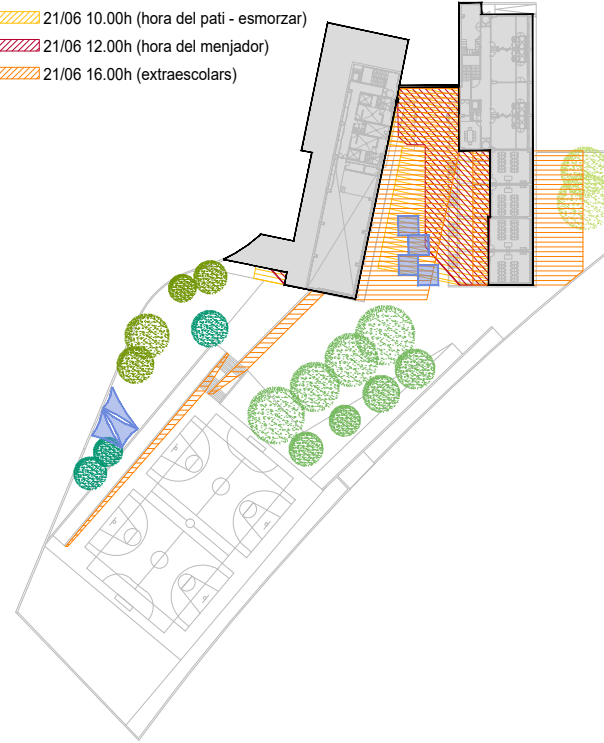 21/06 10.00h (hora del pati - esmorzar)
21/06 12.00h (hora del menjador)
21/06 16.00h (extraescolars)